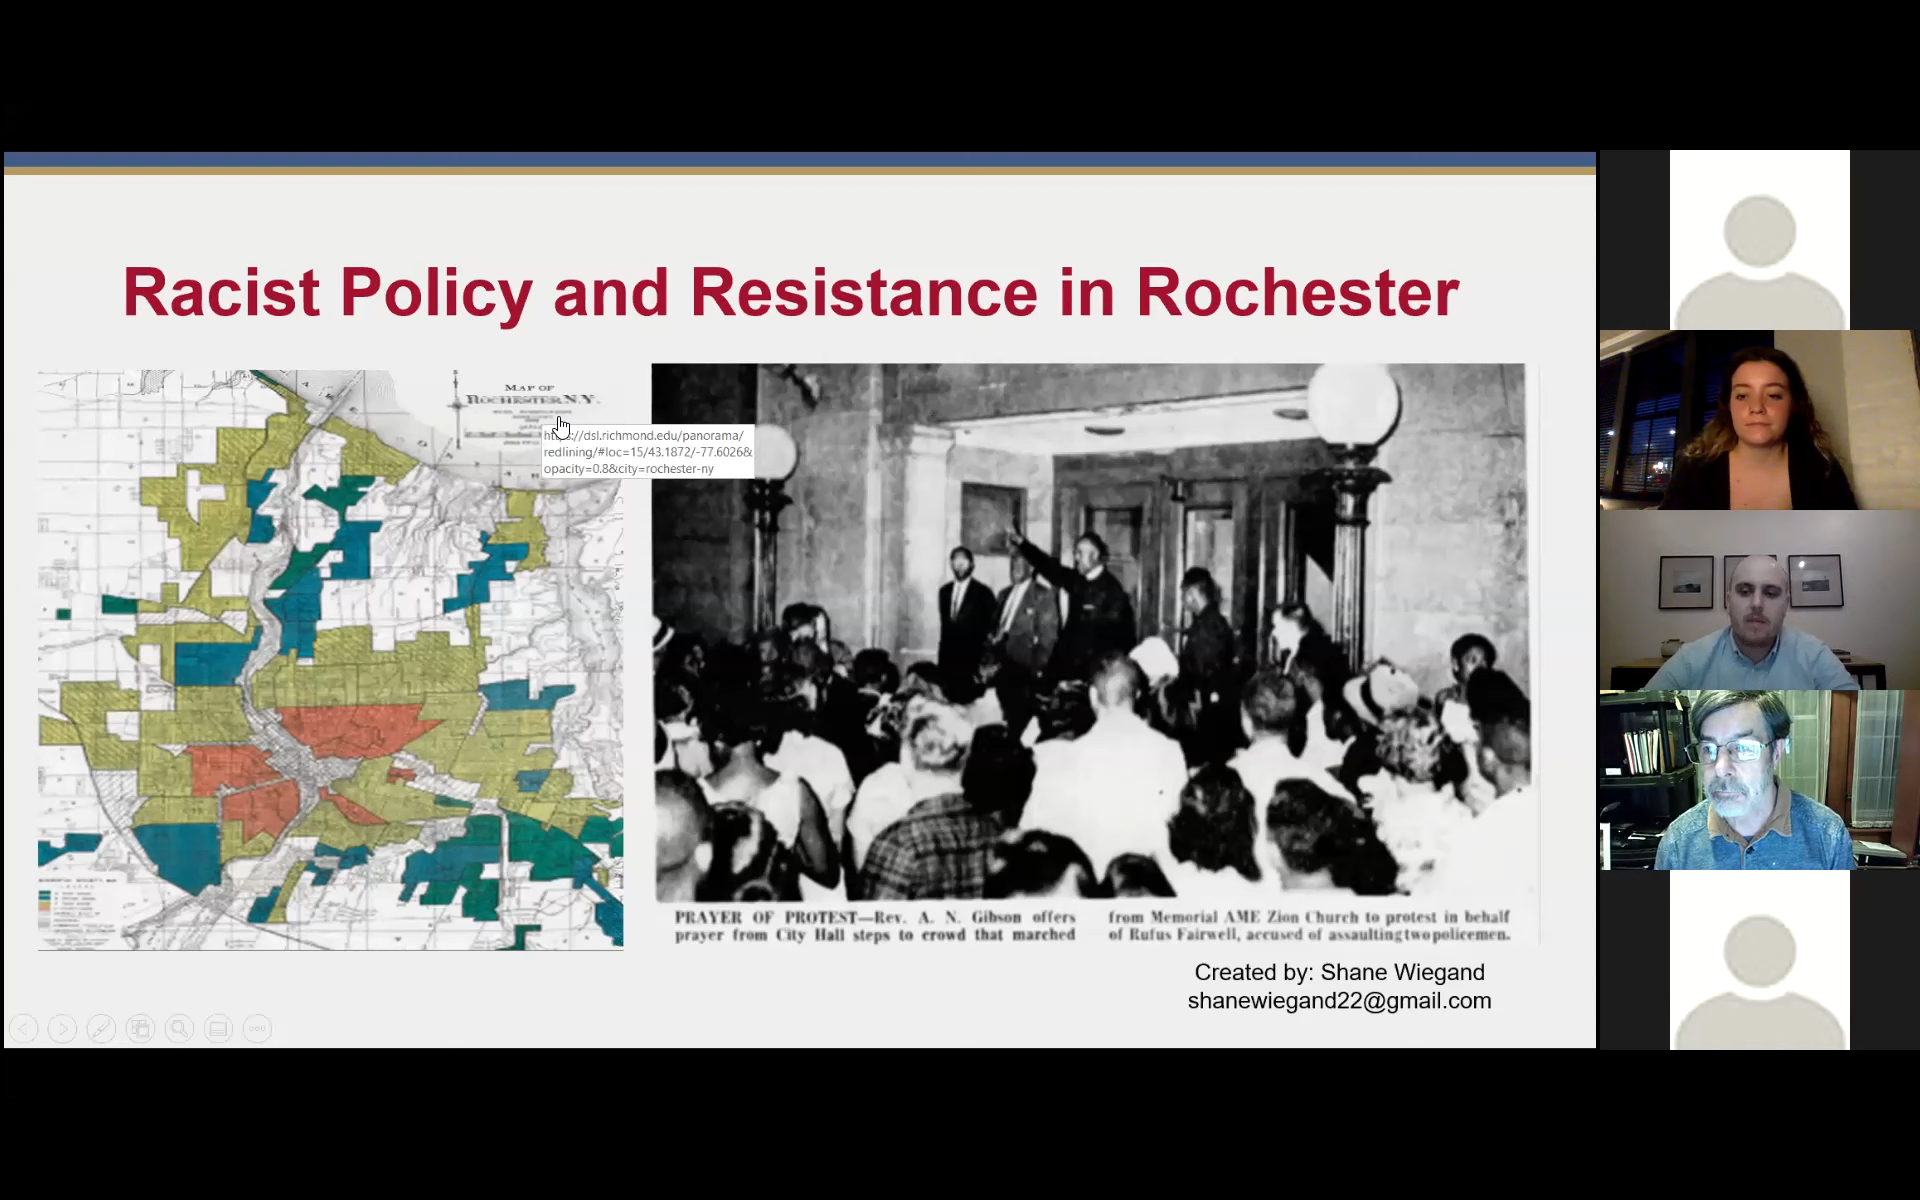 Racist Policy and Resistance in Rochester
MAP OF
ROCHESTER N.Y.
https://dsl.richmond.edu/panorama/
redlining/#loc=15/43.1872/-77.6026&
opacity=0.8&city=rochester-ny
PRAYER OF PROTEST—Rev. A. N. Gibson offers
prayer from City Hall steps to crowd that marched
from Memorial AME Zion Church to protest in behalf
of Rufus Fairwell, accused of assaulting two policemen.
Created by: Shane Wiegand
shanewiegand22@gmail.com